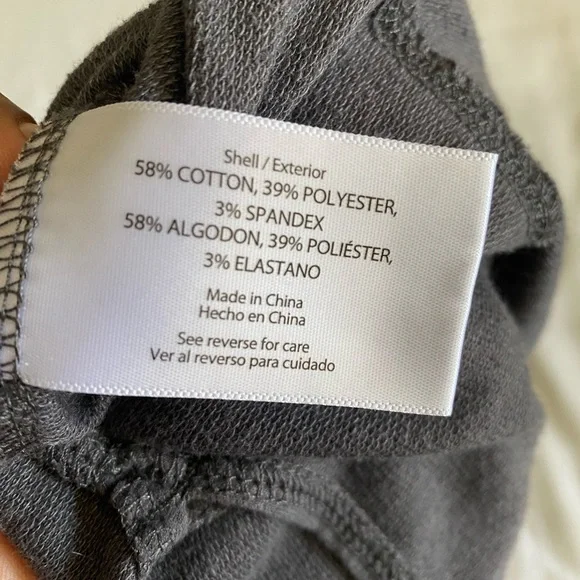 Shell / Exterior
58% COTTON, 39% POLYESTER,
3% SPANDEX
58% ALGODON, 39% POLIÉSTER,
3% ELASTANO
Made in China
Hecho en China
See reverse for care
Ver al reverso para cuidado